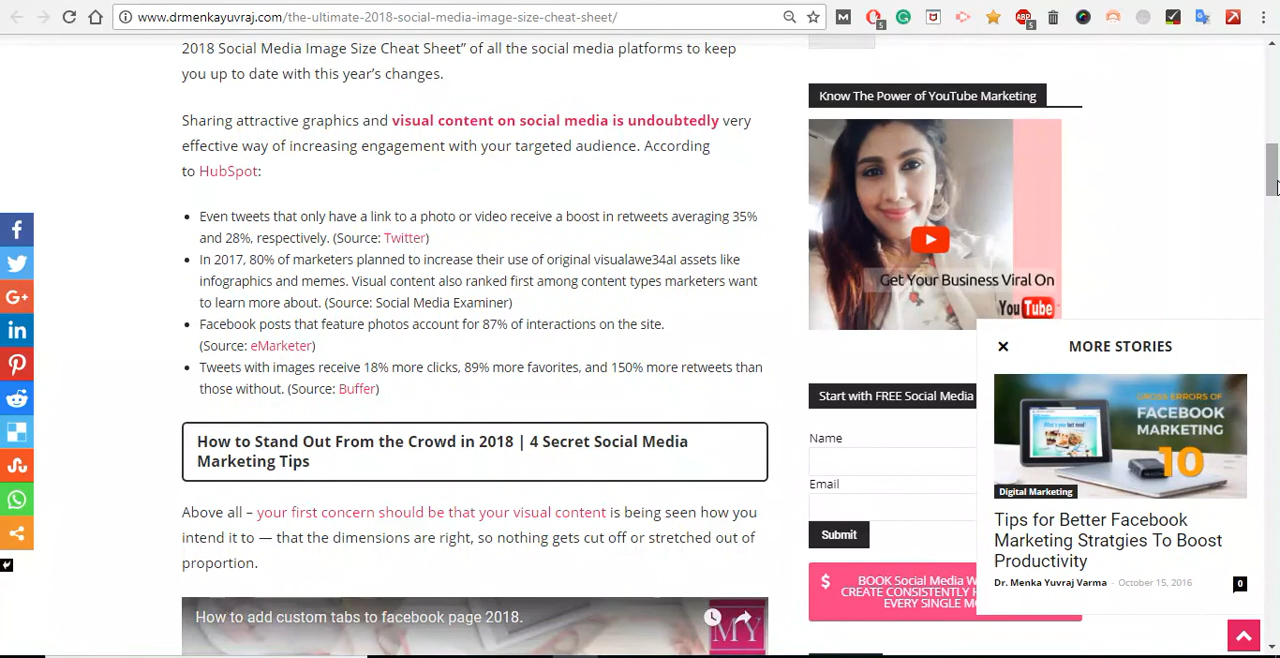 www.drmenkayuvraj.com/the-ultimate-2018-social-media-image-size-cheat-sheet/
M
5
ABP
5
2018 Social Media Image Size Cheat Sheet” of all the social media platforms to keep
you up to date with this year’s changes.
Sharing attractive graphics and visual content on social media is undoubtedly very
effective way of increasing engagement with your targeted audience. According
to HubSpot:
Even tweets that only have a link to a photo or video receive a boost in retweets averaging 35%
and 28%, respectively. (Source: Twitter)
In 2017, 80% of marketers planned to increase their use of original visualawe34al assets like
infographics and memes. Visual content also ranked first among content types marketers want
to learn more about. (Source: Social Media Examiner)
Facebook posts that feature photos account for 87% of interactions on the site.
(Source: eMarketer)
Tweets with images receive 18% more clicks, 89% more favorites, and 150% more retweets than
those without. (Source: Buffer)
How to Stand Out From the Crowd in 2018 | 4 Secret Social Media
Marketing Tips
Above all – your first concern should be that your visual content is being seen how you
intend it to — that the dimensions are right, so nothing gets cut off or stretched out of
proportion.
How to add custom tabs to facebook page 2018.
MY
Know The Power of YouTube Marketing
Get Your Business Viral On
YouTube
Start with FREE Social Media
Name
Email
Submit
$ BOOK Social Media W
CREATE CONSISTENTLY
EVERY SINGLE M
MORE STORIES
GROSS ERRORS OF
FACEBOOK
MARKETING
10
Digital Marketing
Tips for Better Facebook
Marketing Stratgies To Boost
Productivity
Dr. Menka Yuvraj Varma - October 15, 2016
0